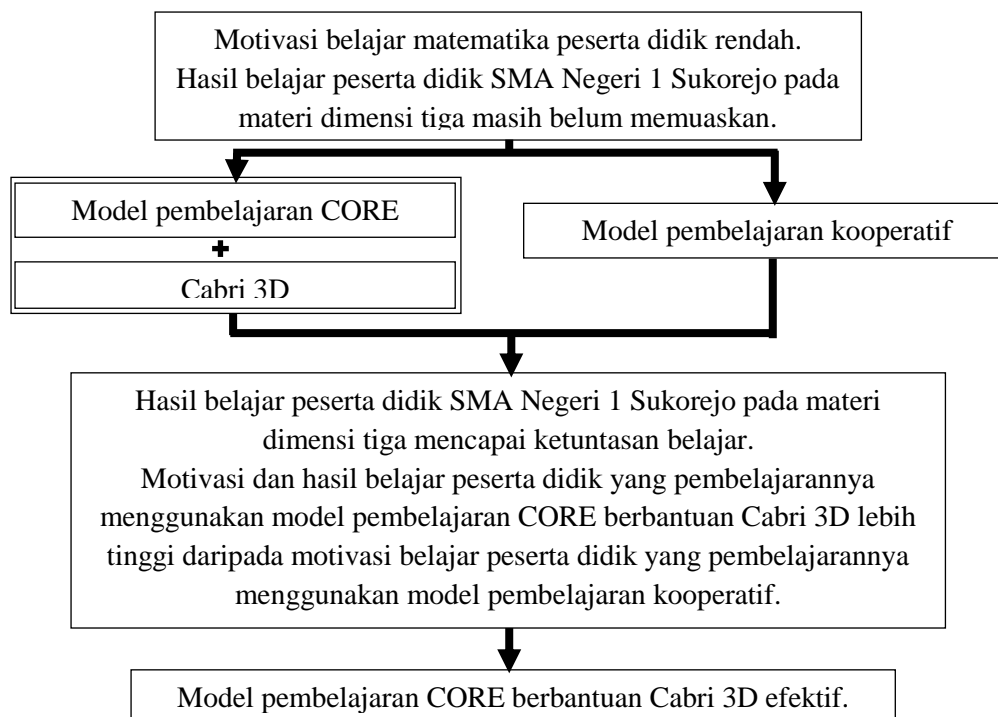 Motivasi belajar matematika peserta didik rendah.
Hasil belajar peserta didik SMA Negeri 1 Sukorejo pada
materi dimensi tiga masih belum memuaskan.
Model pembelajaran CORE
+
Cabri 3D
Model pembelajaran kooperatif
Hasil belajar peserta didik SMA Negeri 1 Sukorejo pada materi
dimensi tiga mencapai ketuntasan belajar.
Motivasi dan hasil belajar peserta didik yang pembelajarannya
menggunakan model pembelajaran CORE berbantuan Cabri 3D lebih
tinggi daripada motivasi belajar peserta didik yang pembelajarannya
menggunakan model pembelajaran kooperatif.
Model pembelajaran CORE berbantuan Cabri 3D efektif.